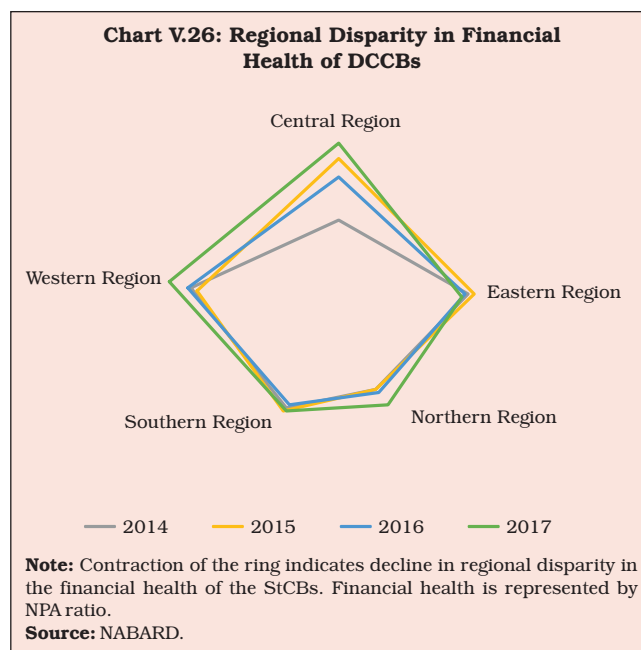 Chart V.26: Regional Disparity in Financial
Health of DCCBs
Central Region
Western Region
Eastern Region
Southern Region
Northern Region
2014 2015 2016 2017
Note: Contraction of the ring indicates decline in regional disparity in
the financial health of the StCBs. Financial health is represented by
NPA ratio.
Source: NABARD.